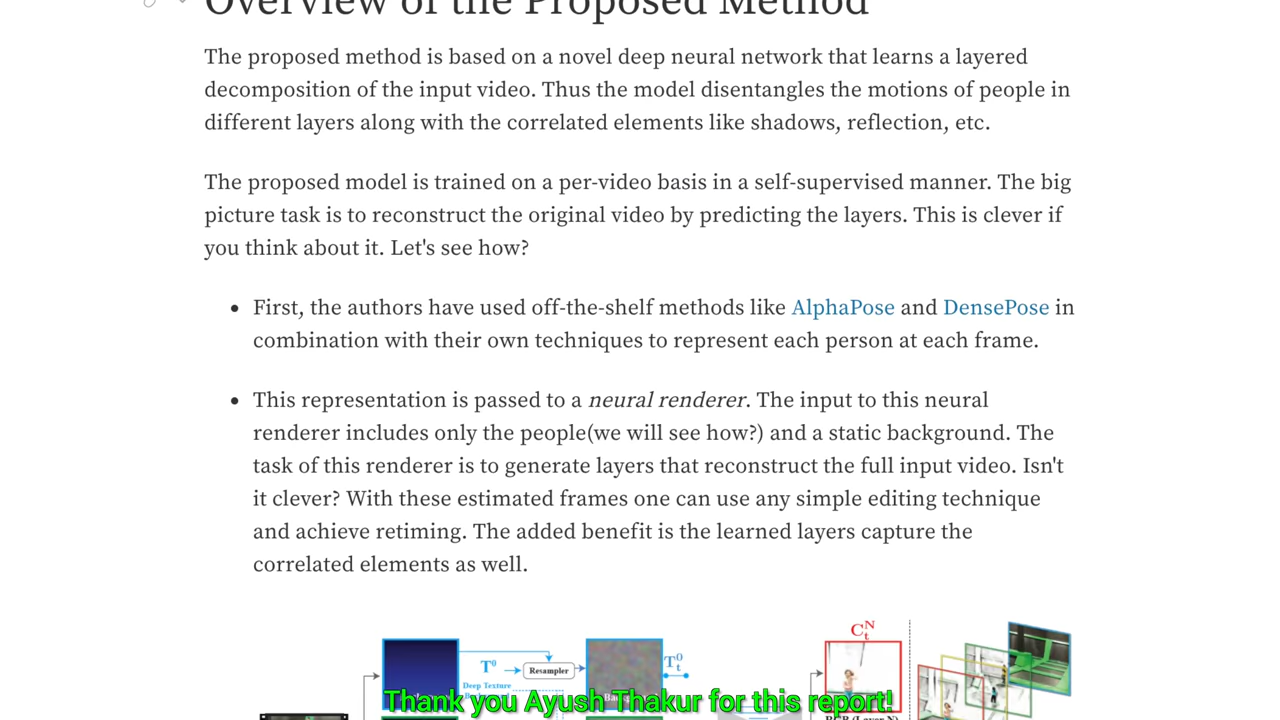 Overview of the Proposed Method
The proposed method is based on a novel deep neural network that learns a layered
decomposition of the input video. Thus the model disentangles the motions of people in
different layers along with the correlated elements like shadows, reflection, etc.
The proposed model is trained on a per-video basis in a self-supervised manner. The big
picture task is to reconstruct the original video by predicting the layers. This is clever if
you think about it. Let's see how?
• First, the authors have used off-the-shelf methods like AlphaPose and DensePose in
combination with their own techniques to represent each person at each frame.
• This representation is passed to a neural renderer. The input to this neural
renderer includes only the people(we will see how?) and a static background. The
task of this renderer is to generate layers that reconstruct the full input video. Isn't
it clever? With these estimated frames one can use any simple editing technique
and achieve retiming. The added benefit is the learned layers capture the
correlated elements as well.
C_t^N
T^0
Resampler
T_t^0
Deep Texture
Thank you Ayush Thakur for this report!